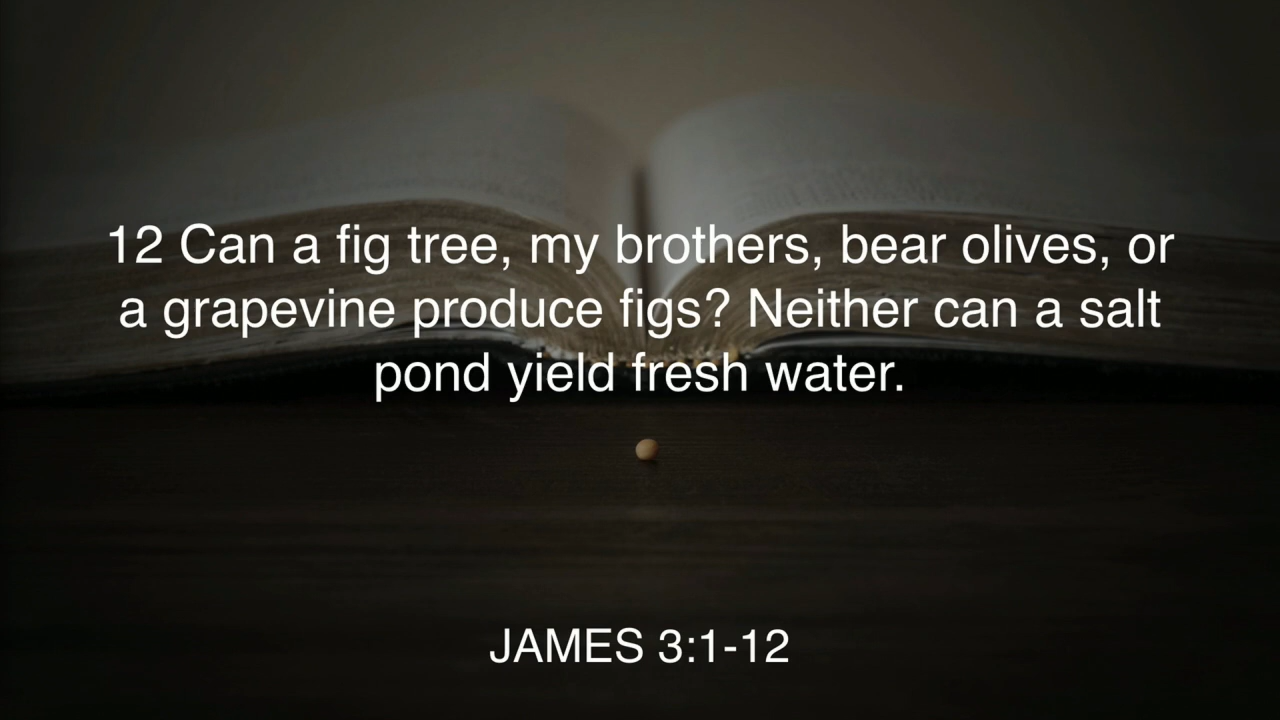 12 Can a fig tree, my brothers, bear olives, or
a grapevine produce figs? Neither can a salt
pond yield fresh water.
JAMES 3:1-12